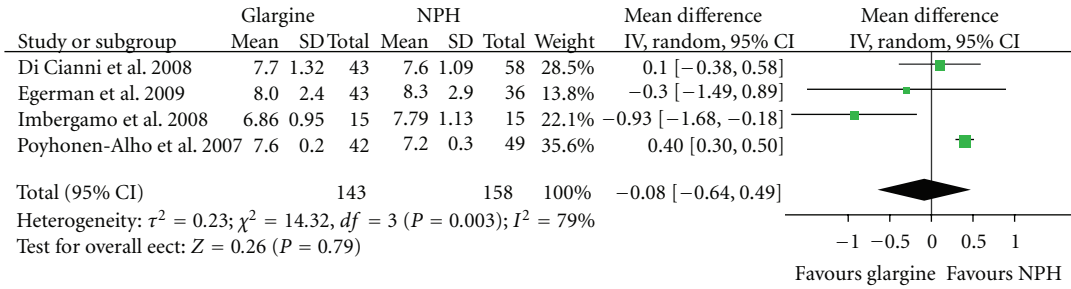 Glargine NPH Mean difference Mean difference
Study or subgroup Mean SD Total Mean SD Total Weight IV, random, 95% CI IV, random, 95% CI
Di Cianni et al. 2008 7.7 1.32 43 7.6 1.09 58 28.5% 0.1 [−0.38, 0.58]
Egerman et al. 2009 8.0 2.4 43 8.3 2.9 36 13.8% −0.3 [−1.49, 0.89]
Imbergamo et al. 2008 6.86 0.95 15 7.79 1.13 15 22.1% −0.93 [−1.68, −0.18]
Poyhonen-Alho et al. 2007 7.6 0.2 42 7.2 0.3 49 35.6% 0.40 [0.30, 0.50]
Total (95% CI) 143 158 100% −0.08 [−0.64, 0.49]
Heterogeneity: τ² = 0.23; χ² = 14.32, df = 3 (P = 0.003); I² = 79%
Test for overall eect: Z = 0.26 (P = 0.79)
−1 −0.5 0 0.5 1
Favours glargine Favours NPH